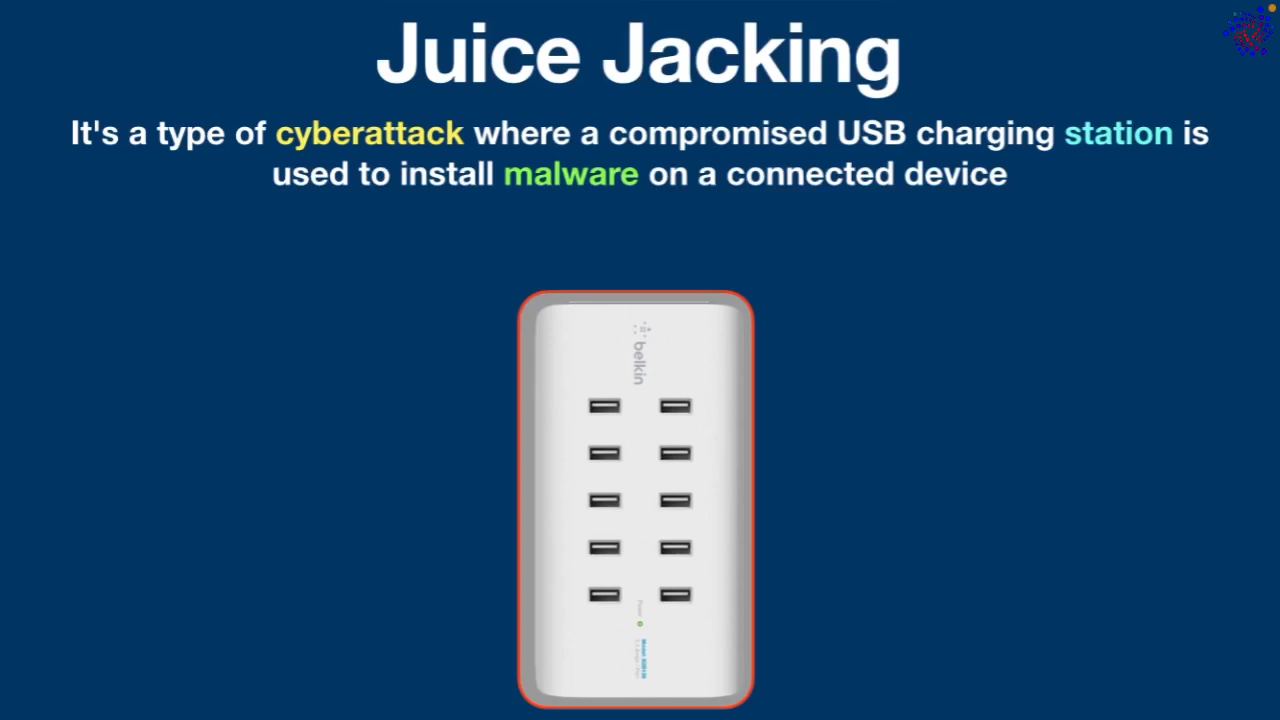 Juice Jacking
It's a type of cyberattack where a compromised USB charging station is
used to install malware on a connected device
belkin
Power